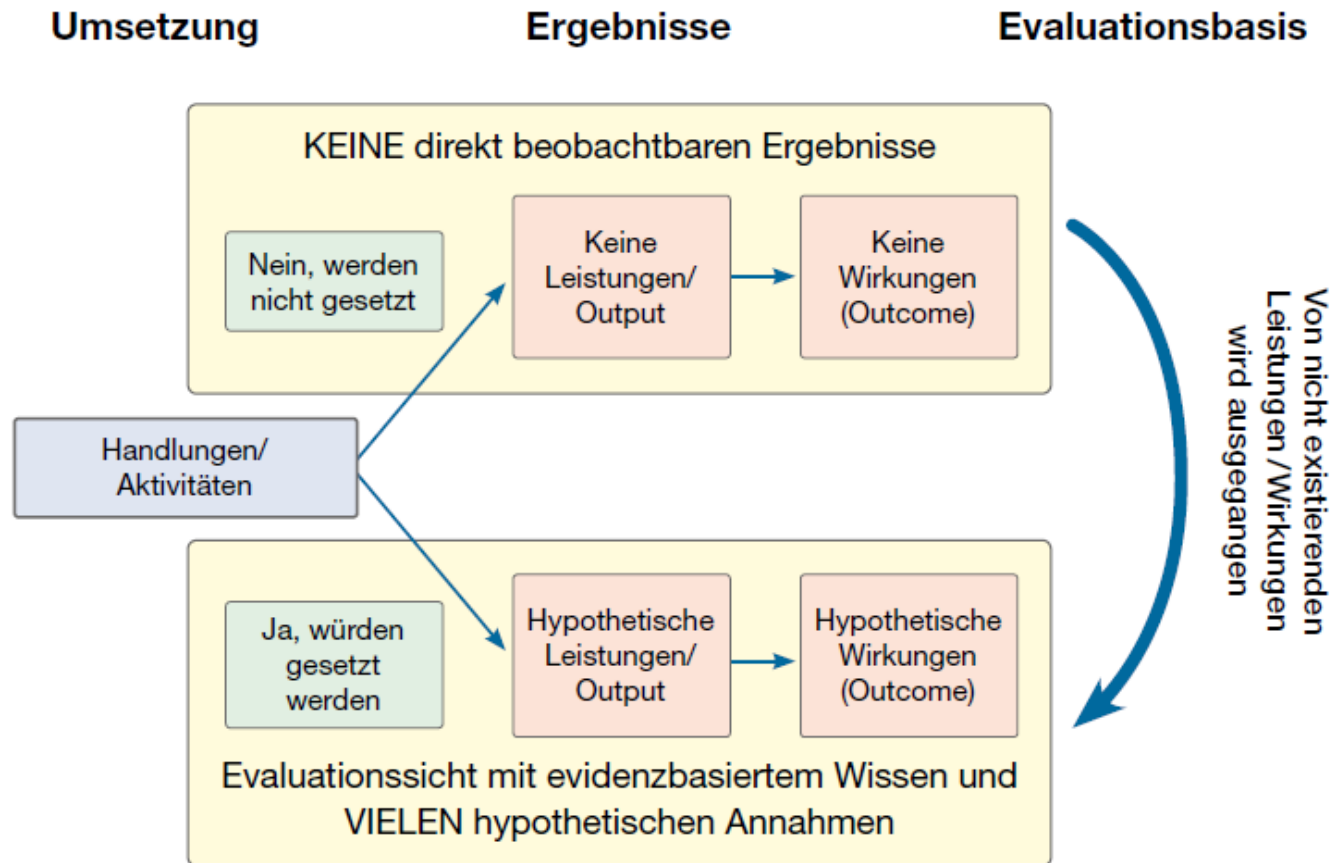 Umsetzung
Ergebnisse
Evaluationsbasis
KEINE direkt beobachtbaren Ergebnisse
Nein, werden
nicht gesetzt
Keine
Leistungen/
Output
Keine
Wirkungen
(Outcome)
Handlungen/
Aktivitäten
Ja, würden
gesetzt
werden
Hypothetische
Leistungen/
Output
Hypothetische
Wirkungen
(Outcome)
Evaluationssicht mit evidenzbasiertem Wissen und
VIELEN hypothetischen Annahmen
Von nicht existierenden
Leistungen/Wirkungen
wird ausgegangen